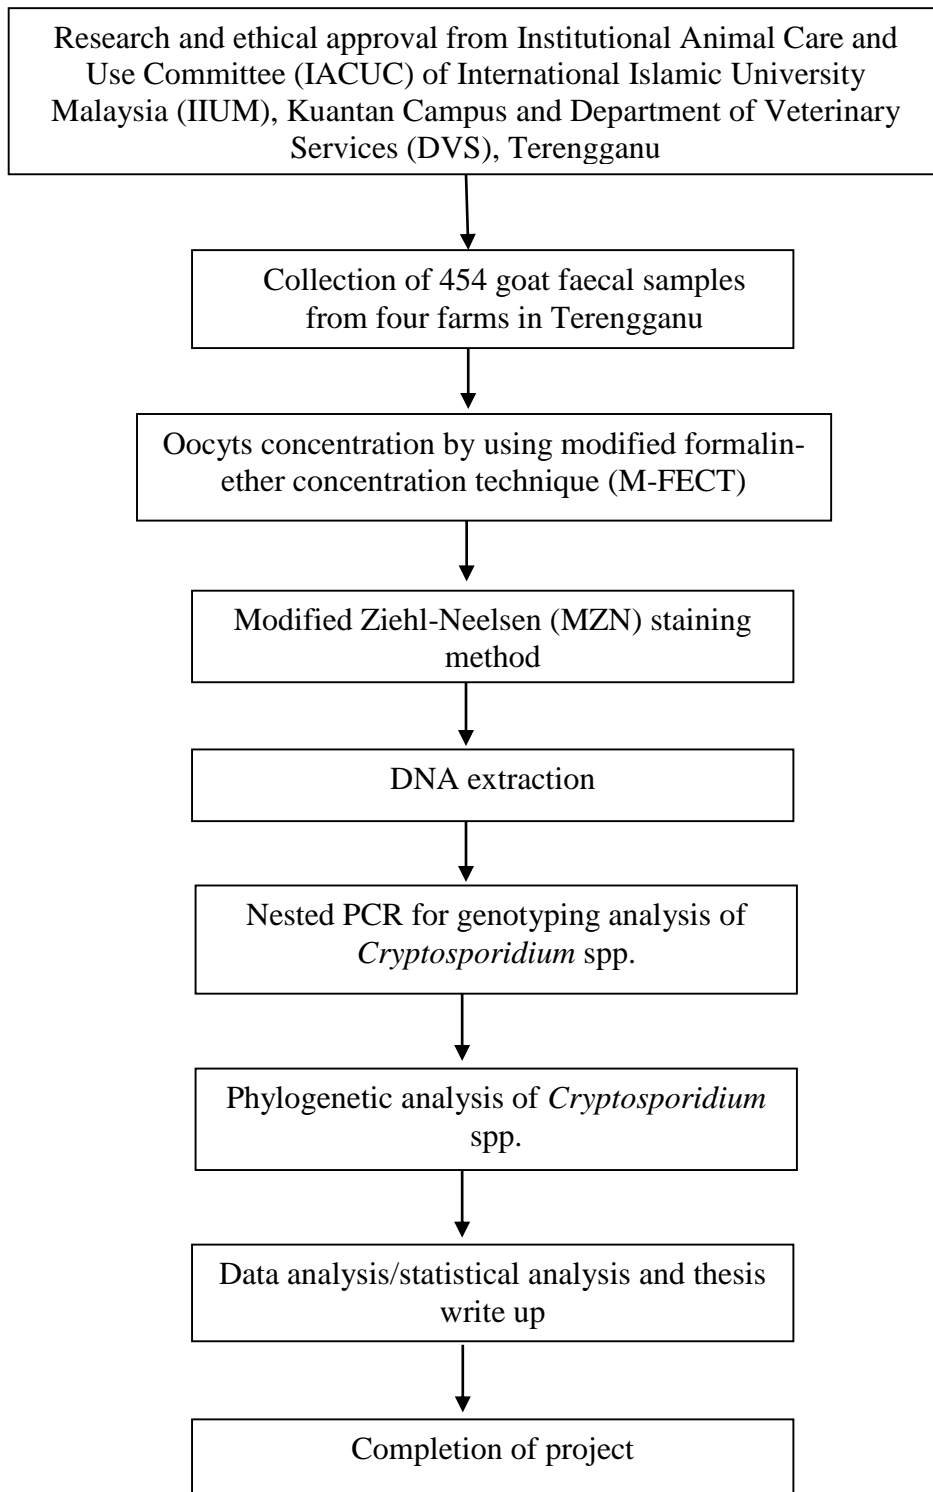 Research and ethical approval from Institutional Animal Care and
Use Committee (IACUC) of International Islamic University
Malaysia (IIUM), Kuantan Campus and Department of Veterinary
Services (DVS), Terengganu
Collection of 454 goat faecal samples
from four farms in Terengganu
Oocyts concentration by using modified formalin-
ether concentration technique (M-FECT)
Modified Ziehl-Neelsen (MZN) staining
method
DNA extraction
Nested PCR for genotyping analysis of
Cryptosporidium spp.
Phylogenetic analysis of Cryptosporidium
spp.
Data analysis/statistical analysis and thesis
write up
Completion of project